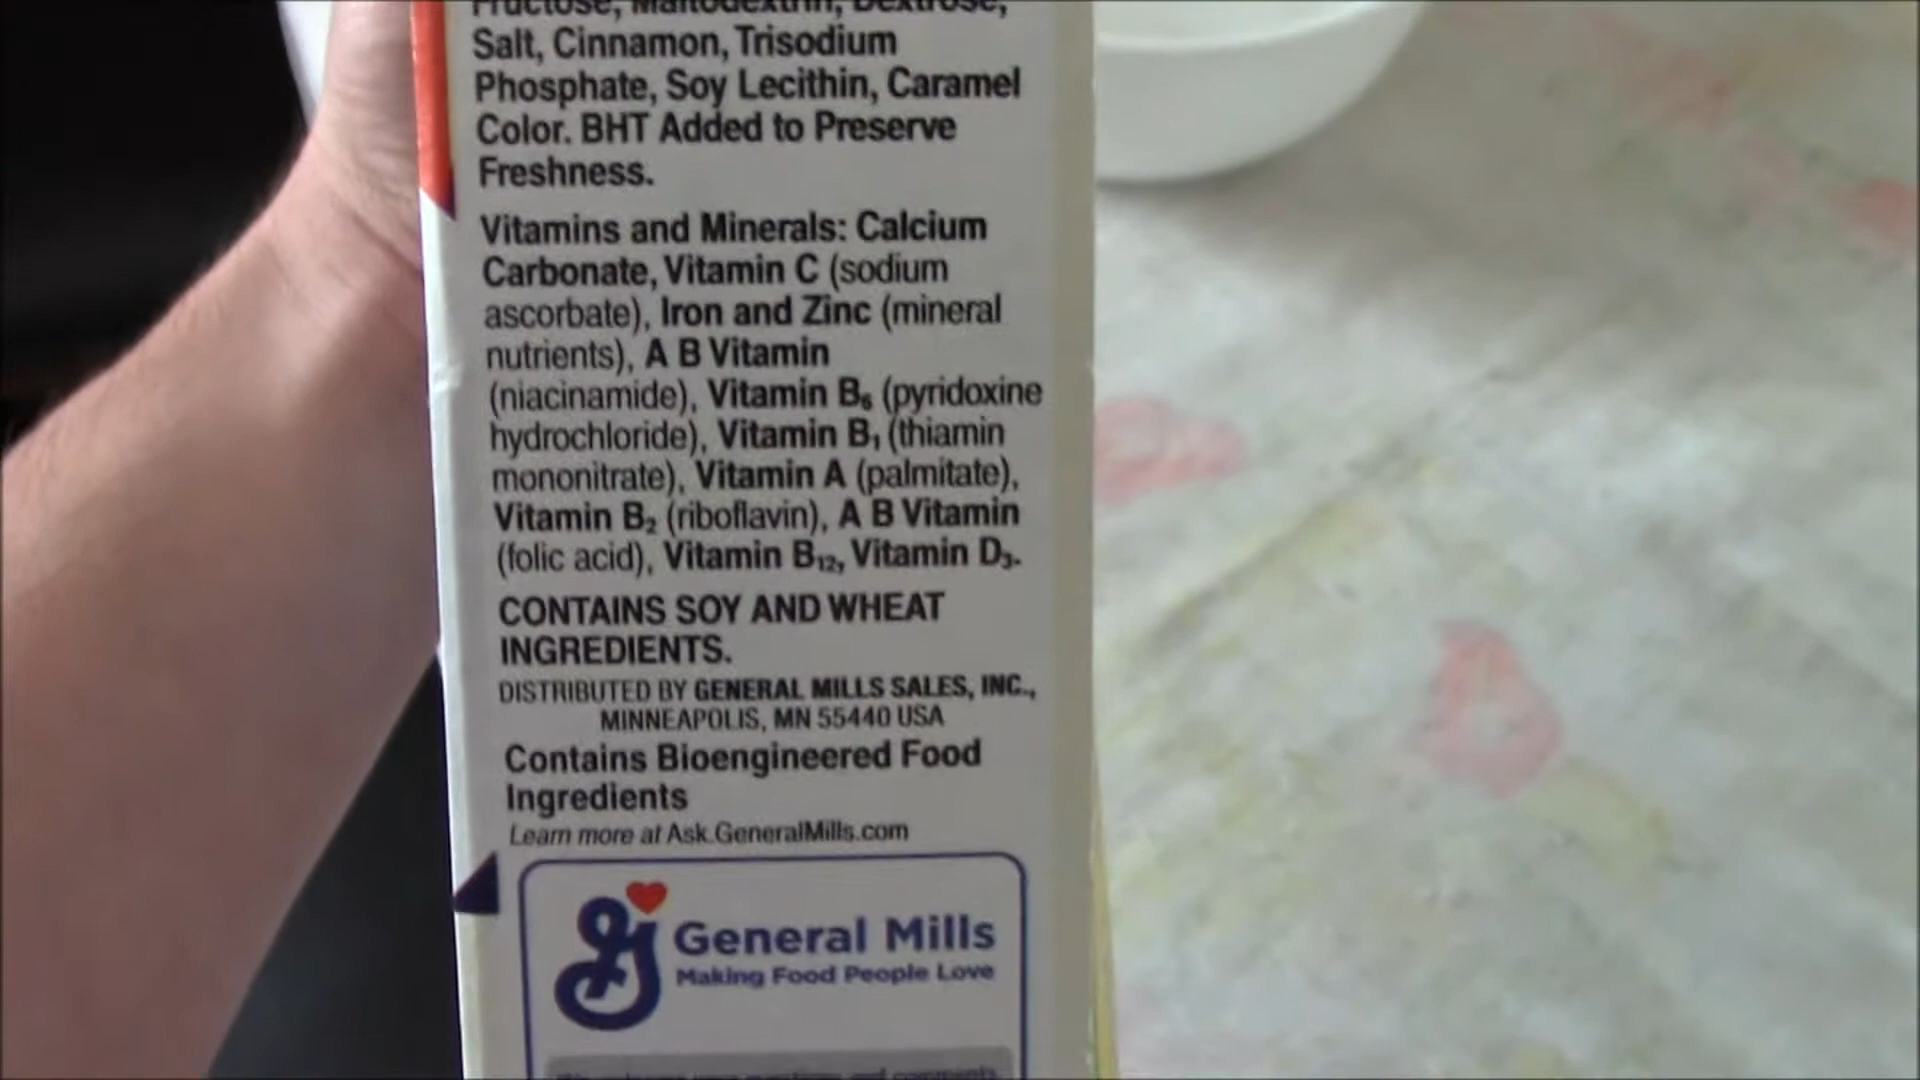 Fructose, Maltodextrin, Dextrose,
Salt, Cinnamon, Trisodium
Phosphate, Soy Lecithin, Caramel
Color. BHT Added to Preserve
Freshness.
Vitamins and Minerals: Calcium
Carbonate, Vitamin C (sodium
ascorbate), Iron and Zinc (mineral
nutrients), A B Vitamin
(niacinamide), Vitamin B₆ (pyridoxine
hydrochloride), Vitamin B₁ (thiamin
mononitrate), Vitamin A (palmitate),
Vitamin B₂ (riboflavin), A B Vitamin
(folic acid), Vitamin B₁₂, Vitamin D₃.
CONTAINS SOY AND WHEAT
INGREDIENTS.
DISTRIBUTED BY GENERAL MILLS SALES, INC.,
MINNEAPOLIS, MN 55440 USA
Contains Bioengineered Food
Ingredients
Learn more at Ask.GeneralMills.com
General Mills
Making Food People Love